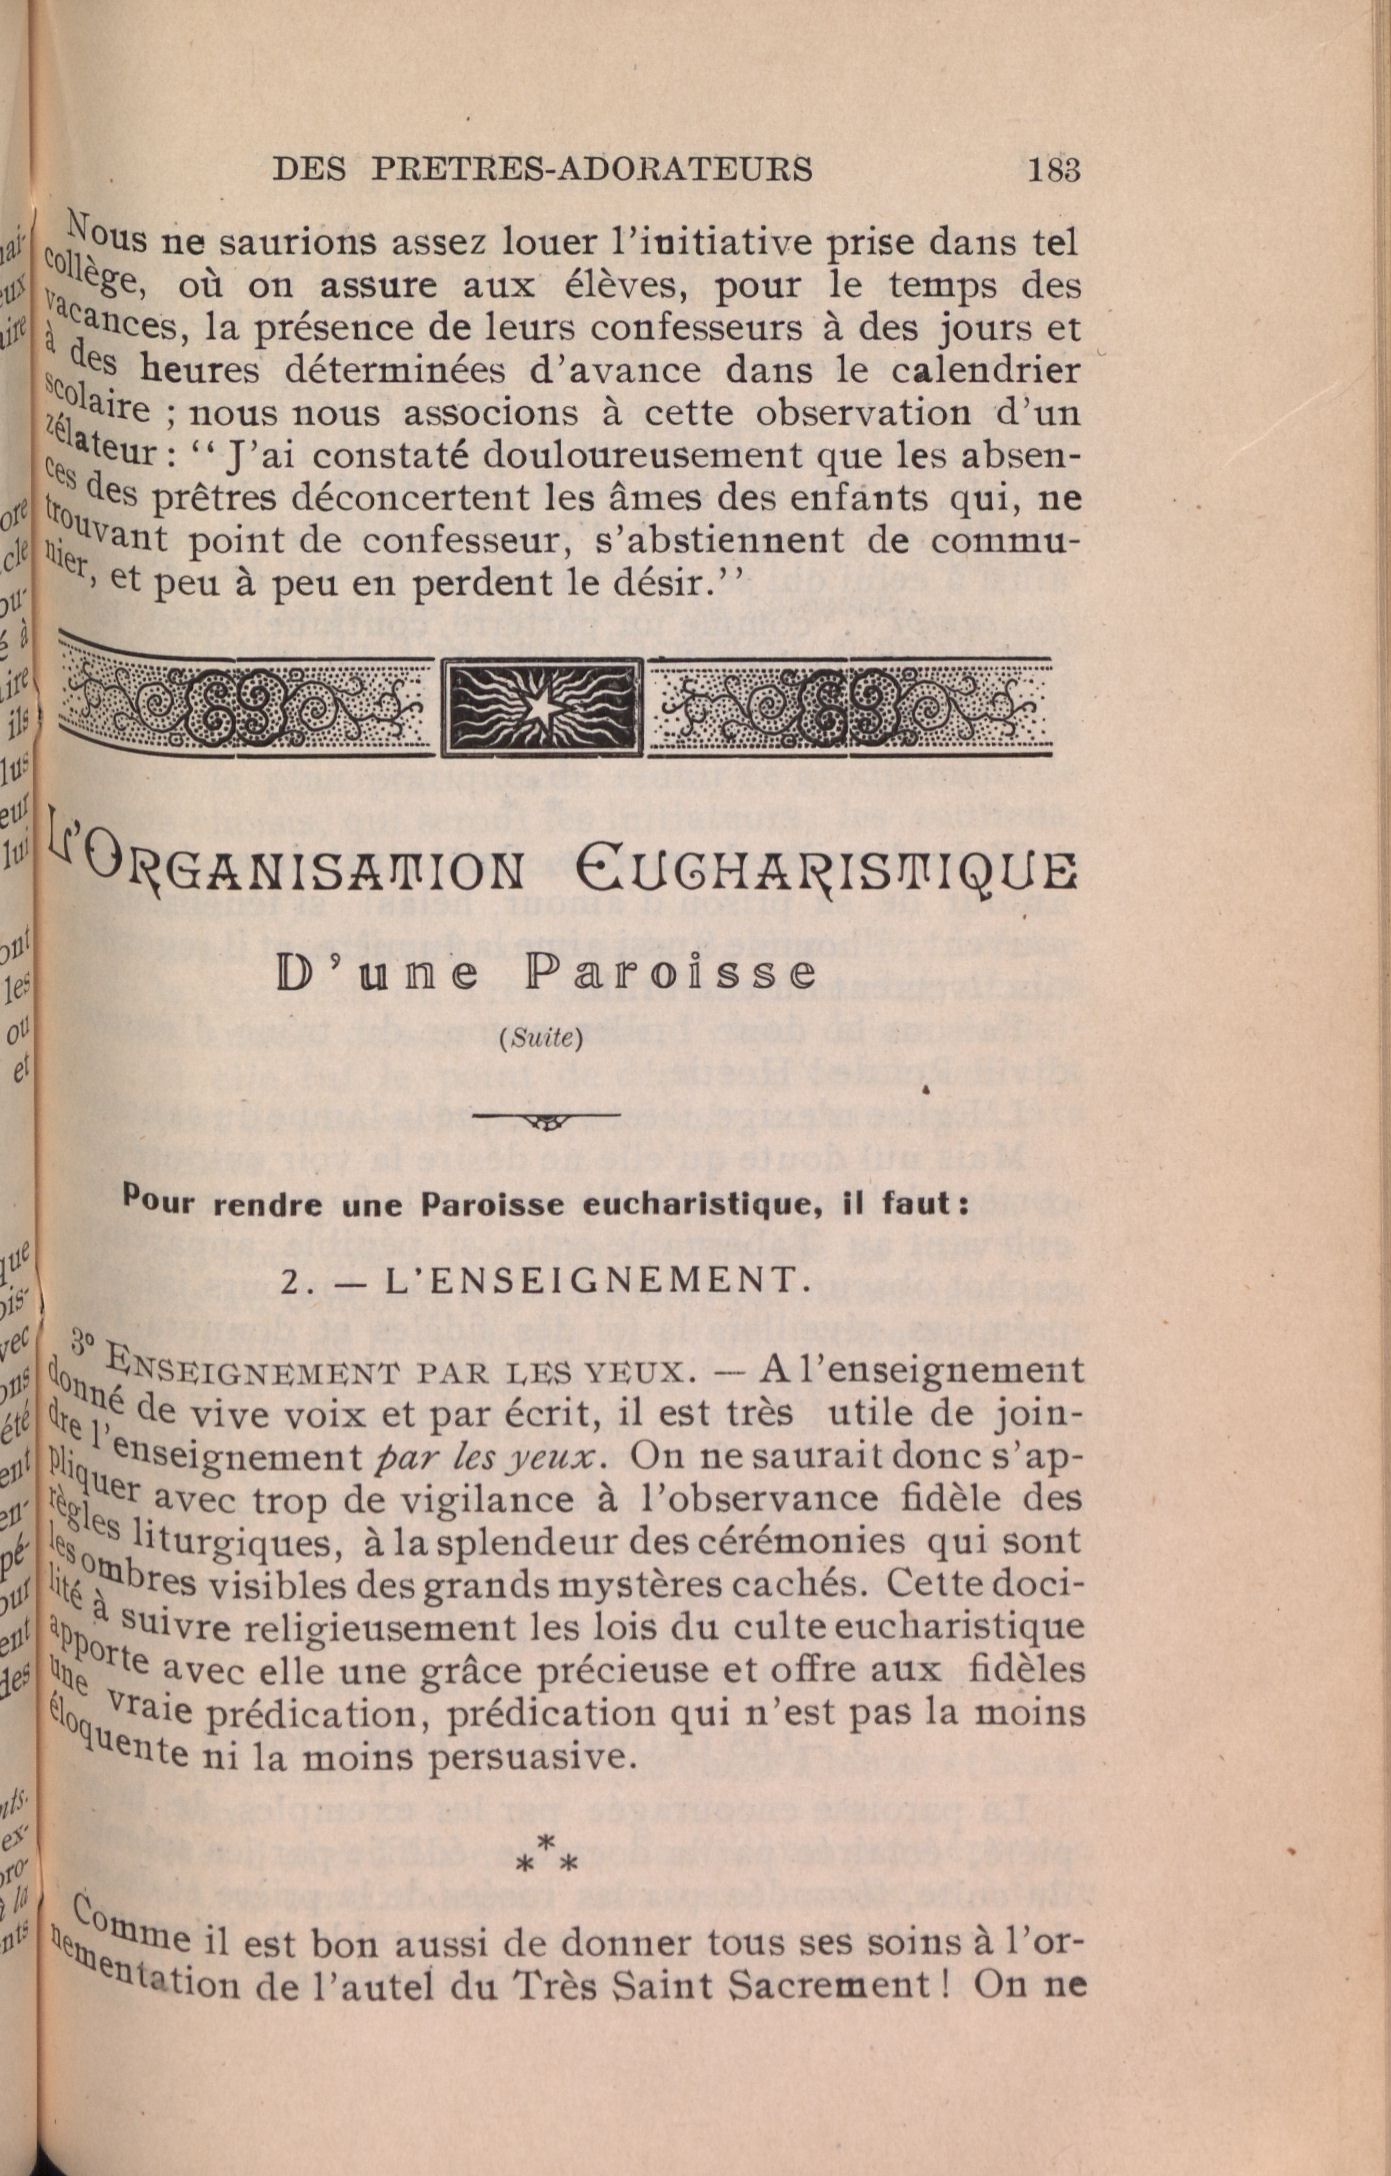 DES PRETRES-ADORATEURS 183
Nous ne saurions assez louer l'initiative prise dans tel
collège, où on assure aux élèves, pour le temps des
vacances, la présence de leurs confesseurs à des jours et
à des heures déterminées d'avance dans le calendrier
scolaire ; nous nous associons à cette observation d'un
zélateur : “ J'ai constaté douloureusement que les absen-
ces des prêtres déconcertent les âmes des enfants qui, ne
trouvant point de confesseur, s'abstiennent de commu-
nier, et peu à peu en perdent le désir.”
L'ORGANISATION EUCHARISTIQUE
D'une Paroisse
(Suite)
Pour rendre une Paroisse eucharistique, il faut :
2. — L'ENSEIGNEMENT.
3° ENSEIGNEMENT PAR LES YEUX. — A l'enseignement
donné de vive voix et par écrit, il est très utile de join-
dre l'enseignement par les yeux. On ne saurait donc s'ap-
pliquer avec trop de vigilance à l'observance fidèle des
règles liturgiques, à la splendeur des cérémonies qui sont
les ombres visibles des grands mystères cachés. Cette doci-
lité à suivre religieusement les lois du culte eucharistique
apporte avec elle une grâce précieuse et offre aux fidèles
une vraie prédication, prédication qui n'est pas la moins
éloquente ni la moins persuasive.
*
* *
Comme il est bon aussi de donner tous ses soins à l'or-
nementation de l'autel du Très Saint Sacrement ! On ne